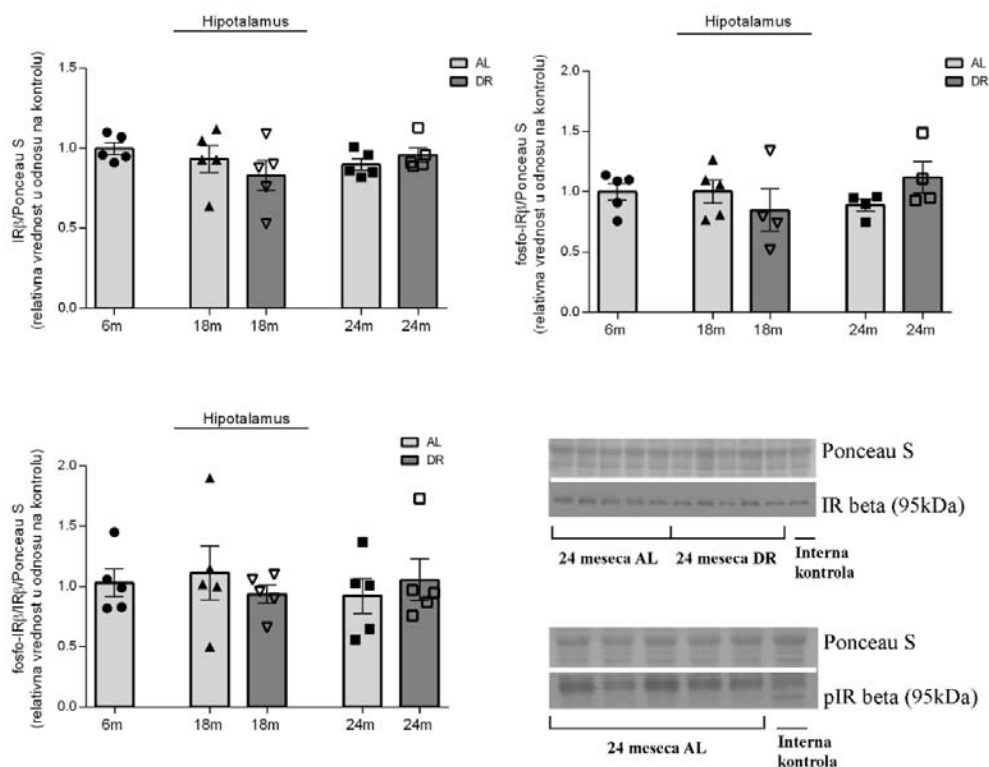 Hipotalamus
AL
DR
IRβ/Ponceau S
(relativna vrednost u odnosu na kontrolu)
1.5
1.0
0.5
0.0
6m
18m
18m
24m
24m
Hipotalamus
AL
DR
fosfo-IRβ/Ponceau S
(relativna vrednost u odnosu na kontrolu)
2.0
1.5
1.0
0.5
0.0
6m
18m
18m
24m
24m
Hipotalamus
AL
DR
fosfo-IRβ/IRβ/Ponceau S
(relativna vrednost u odnosu na kontrolu)
2.0
1.5
1.0
0.5
0.0
6m
18m
18m
24m
24m
Ponceau S
IR beta (95kDa)
24 meseca AL
24 meseca DR
Interna
kontrola
Ponceau S
pIR beta (95kDa)
24 meseca AL
Interna
kontrola